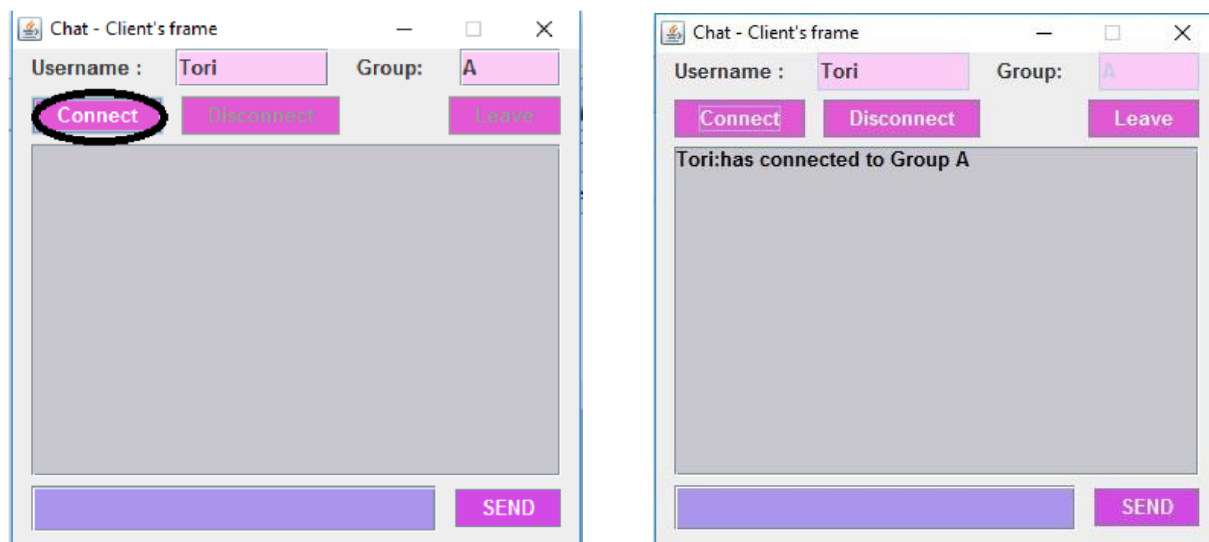 Chat - Client's frame
Username : Tori Group: A
Connect Disconnect Leave
SEND
Chat - Client's frame
Username : Tori Group: A
Connect Disconnect Leave
Tori:has connected to Group A
SEND